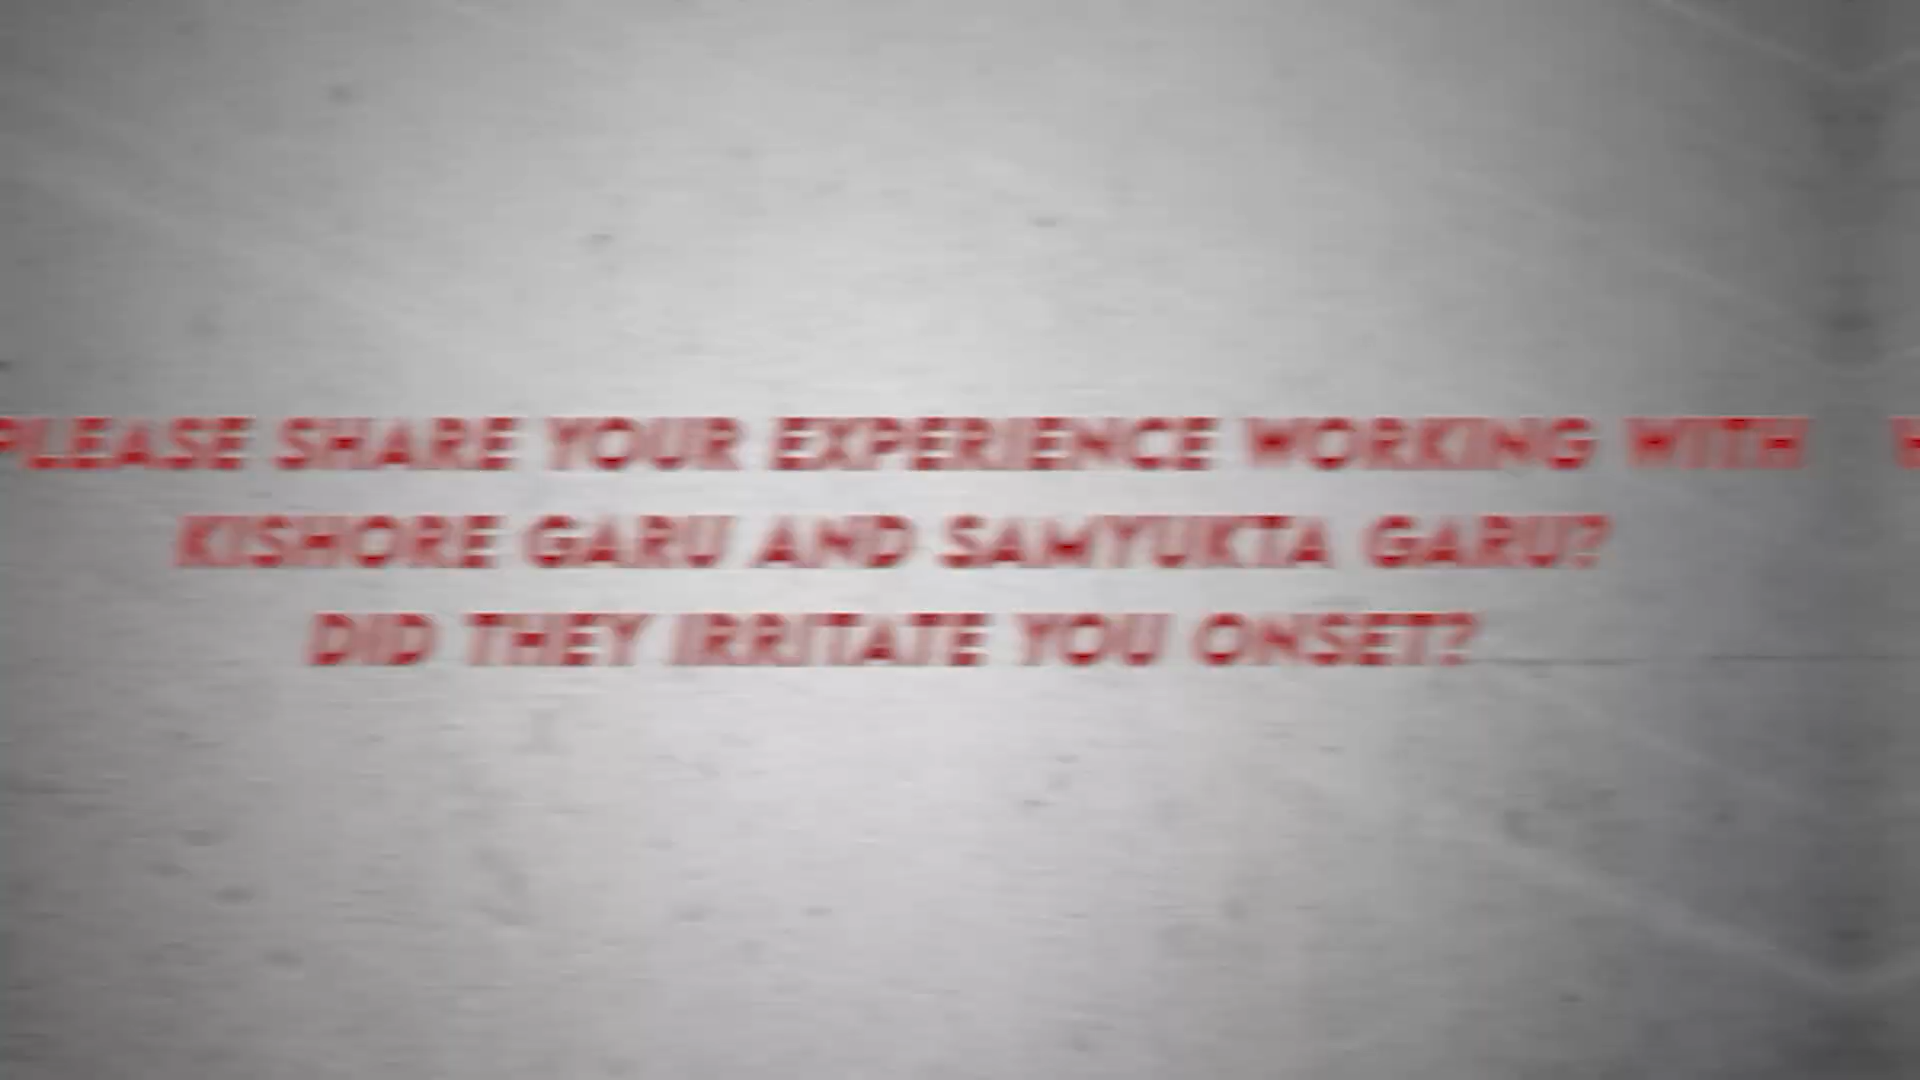 PLEASE SHARE YOUR EXPERIENCE WORKING WITH
KISHORE GARU AND SAMYUKTA GARU?
DID THEY IRRITATE YOU ONSET?